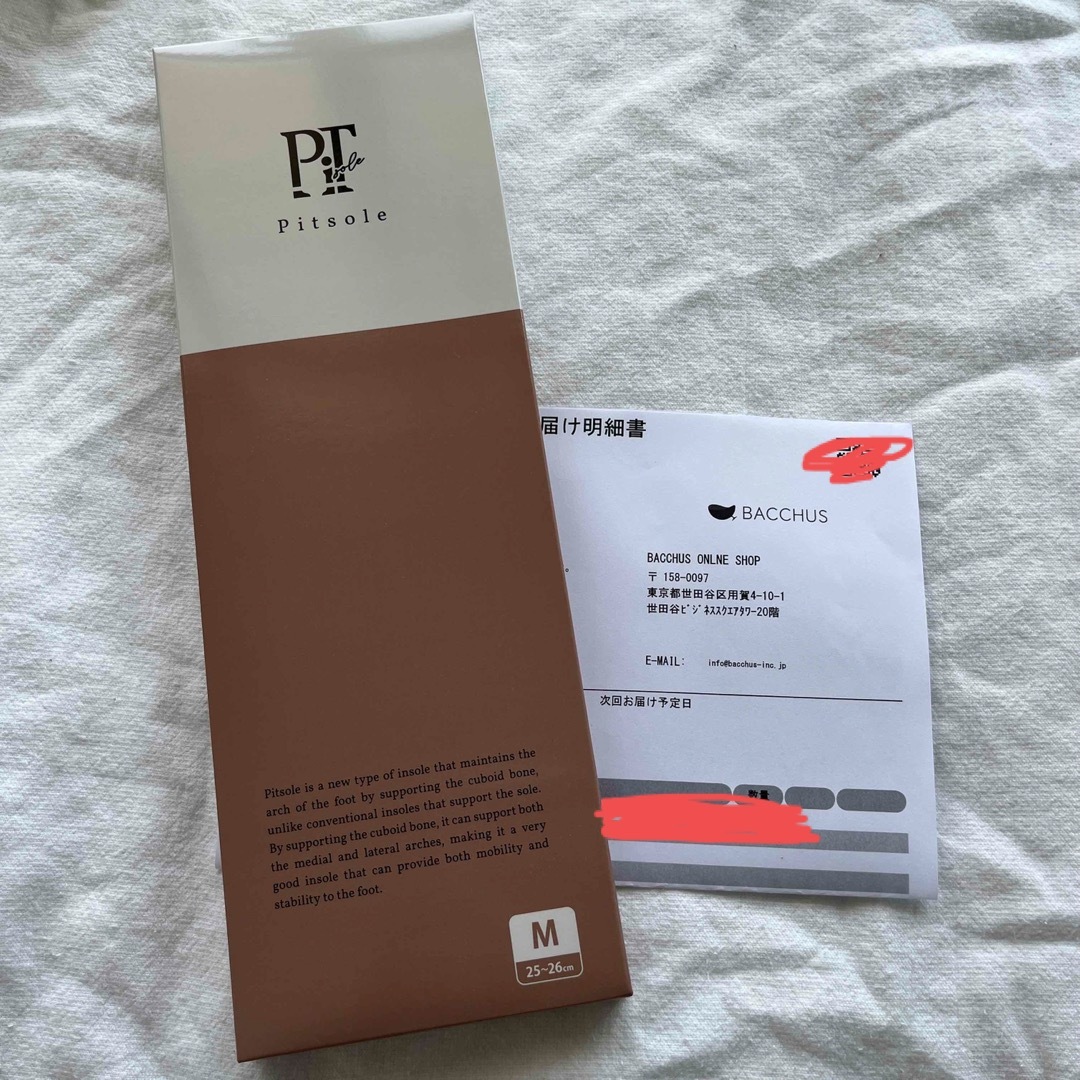 PiT
sole
Pitsole
Pitsole is a new type of insole that maintains the
arch of the foot by supporting the cuboid bone,
unlike conventional insoles that support the sole.
By supporting the cuboid bone, it can support both
the medial and lateral arches, making it a very
good insole that can provide both mobility and
stability to the foot.
M
25~26cm
届け明細書
BACCHUS
BACCHUS ONLNE SHOP
〒 158-0097
東京都世田谷区用賀4-10-1
世田谷ﾋﾞｼﾞﾈｽスクエアﾀﾜｰ-20階
。
E-MAIL: info@bacchus-inc.jp
次回お届け予定日
数量